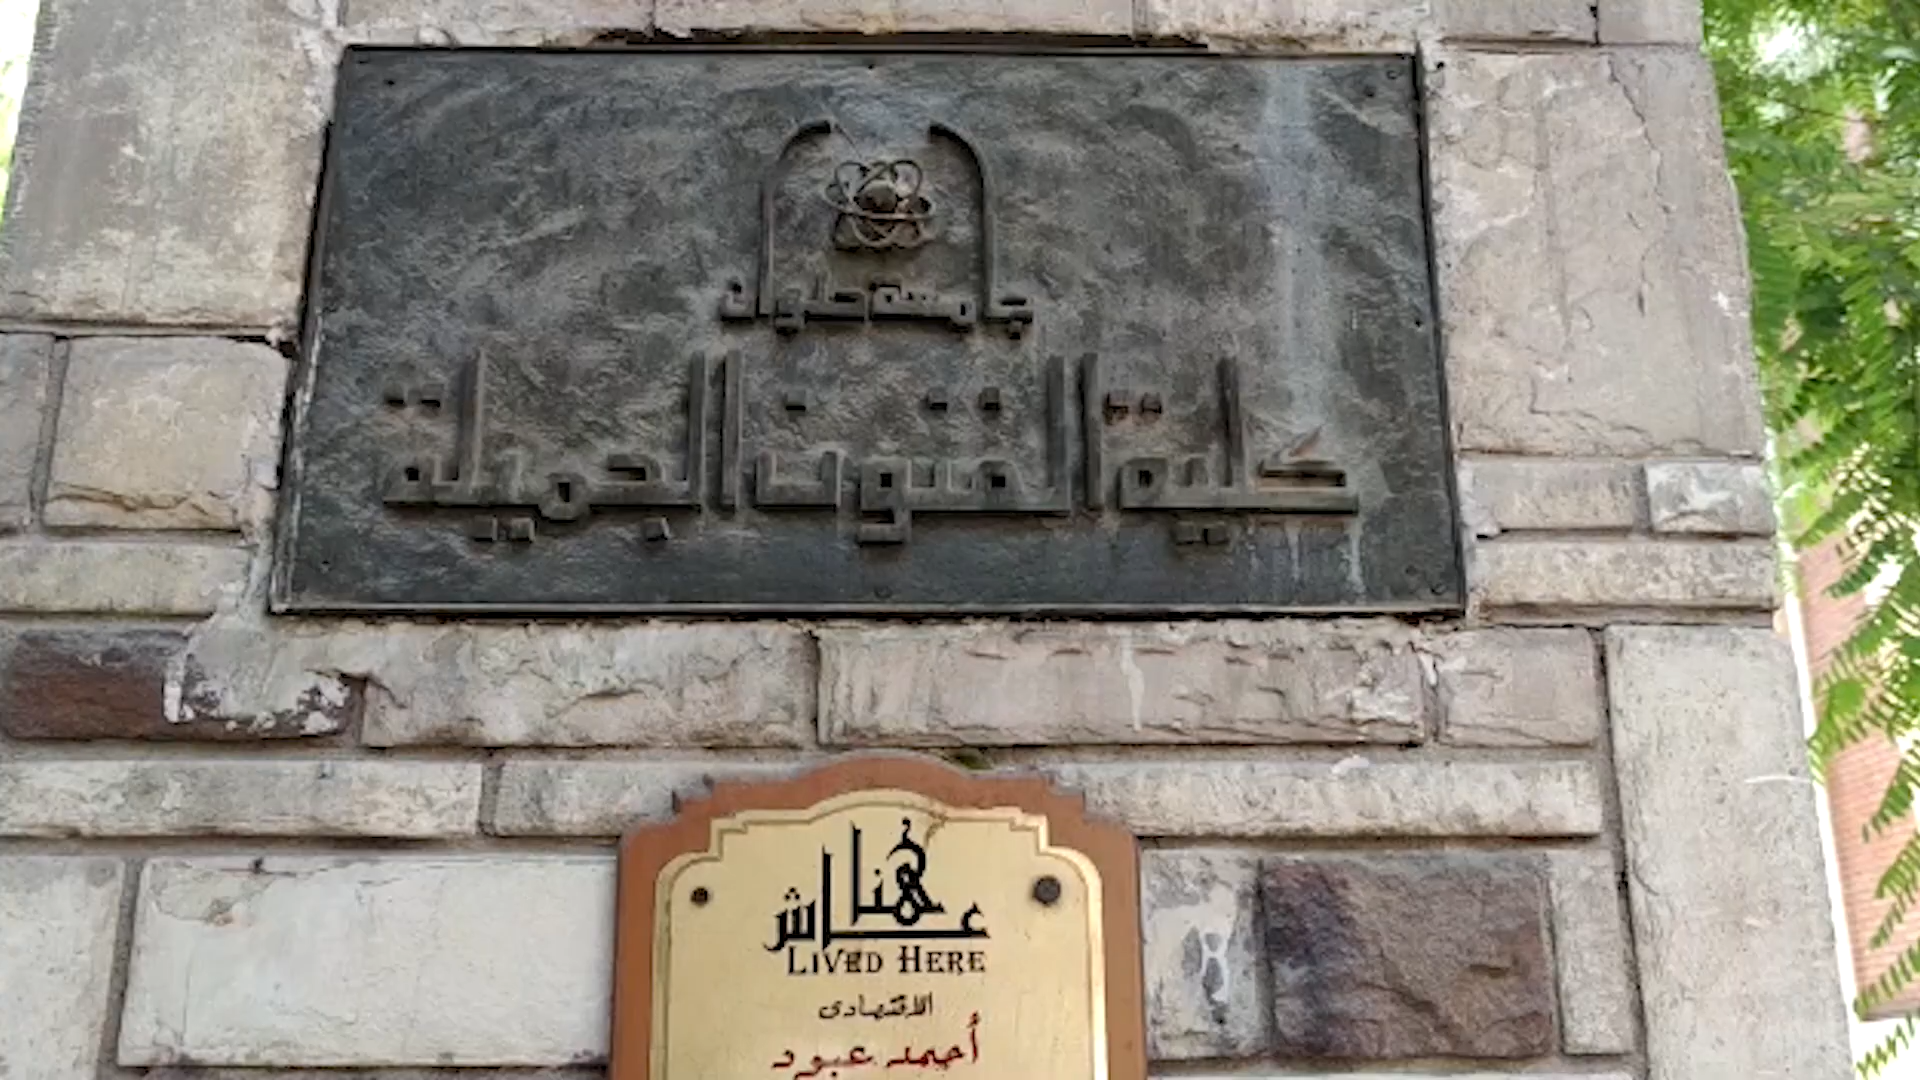 جامعة حلوان
كلية الفنون الجميلة
عاش هنا
LIVED HERE
الاقتصادى
أحمد عبود